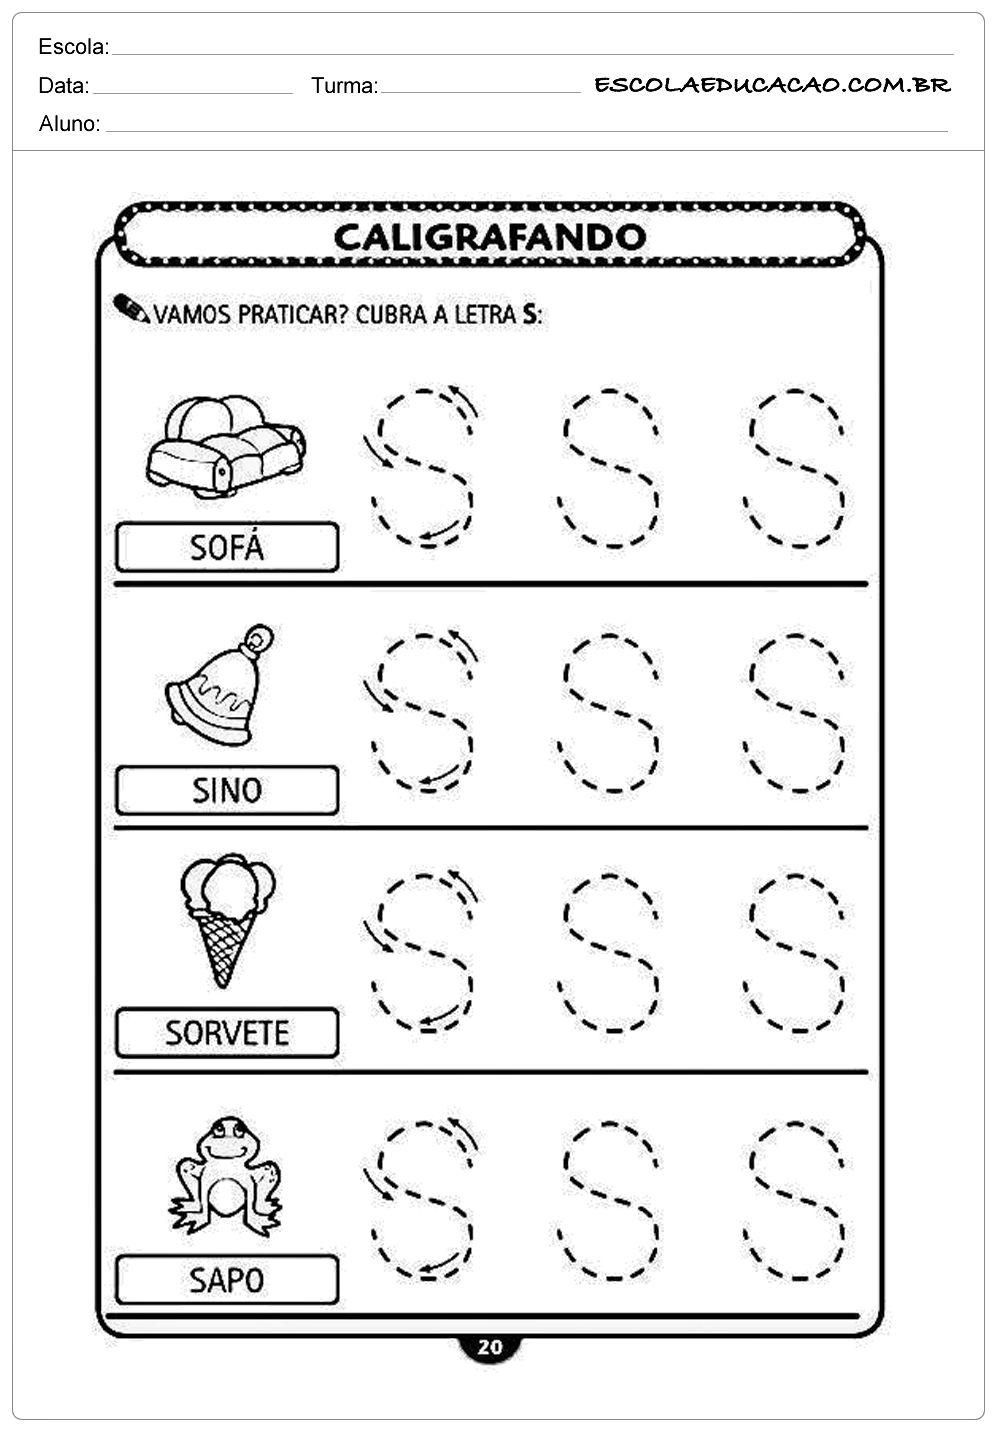 Escola:
Data: Turma: ESCOLAEDUCACAO.COM.BR
Aluno:
CALIGRAFANDO
VAMOS PRATICAR? CUBRA A LETRA S:
S S S
SOFÁ
S S S
SINO
S S S
SORVETE
S S S
SAPO
20